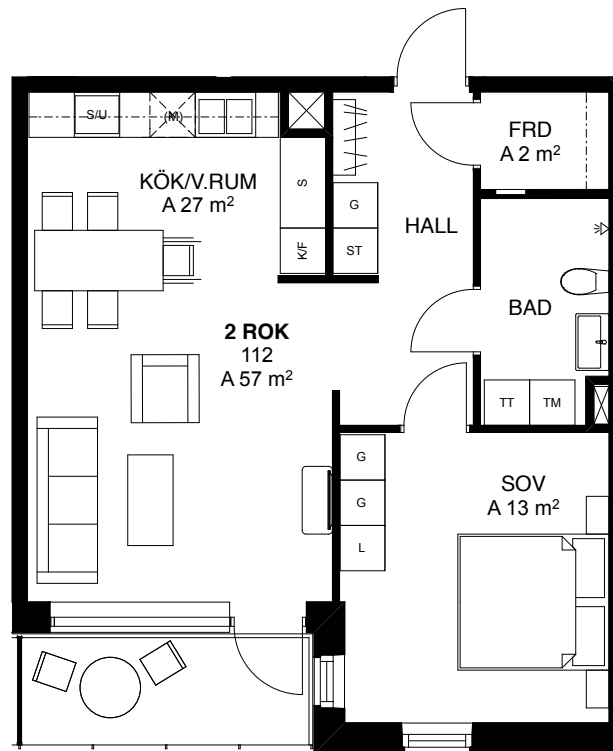 S/U
(M)
FRD
A 2 m²
KÖK/V.RUM
A 27 m²
S
G
HALL
K/F
ST
BAD
2 ROK
112
A 57 m²
TT
TM
G
G
L
SOV
A 13 m²